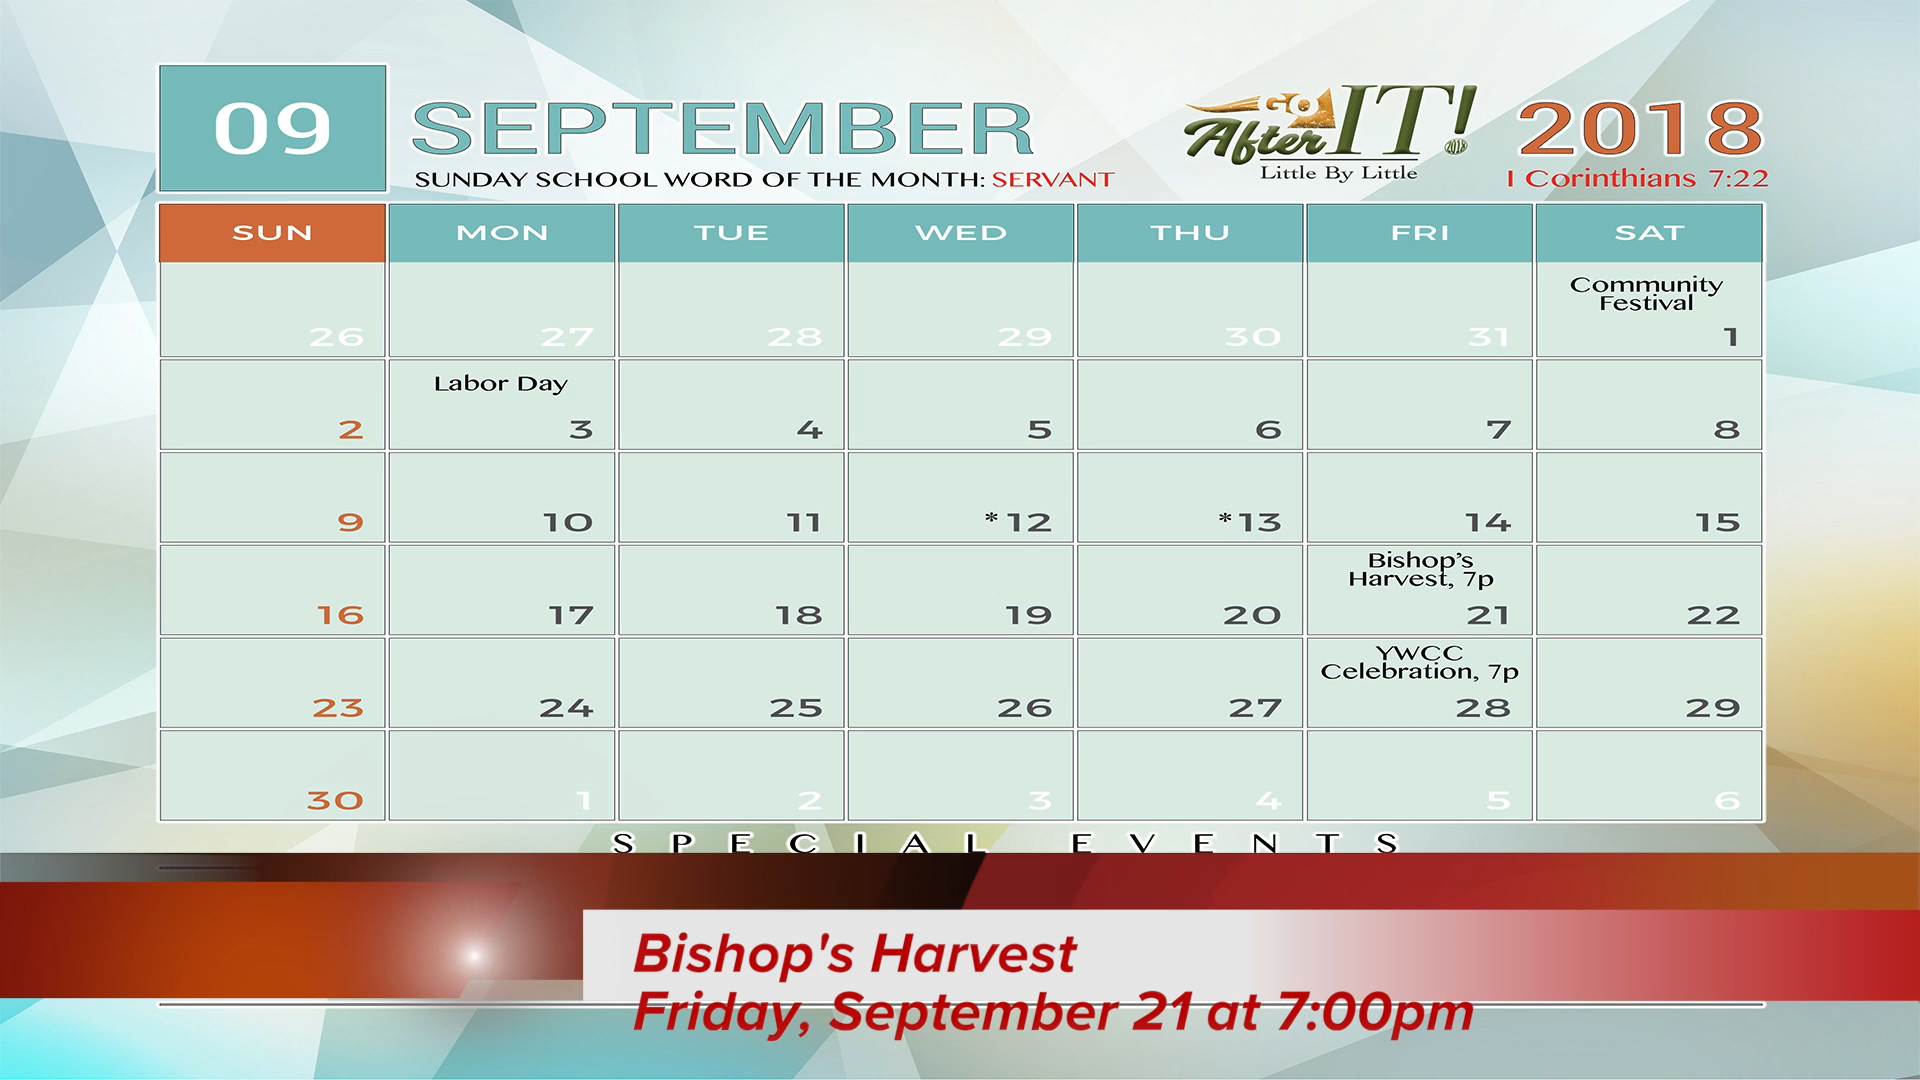 09
SEPTEMBER
SUNDAY SCHOOL WORD OF THE MONTH: SERVANT
GO
After IT!
2018
Little By Little
2018
I Corinthians 7:22
SUN MON TUE WED THU FRI SAT
Community
Festival
26 27 28 29 30 31 1
Labor Day
2 3 4 5 6 7 8
9 10 11 *12 *13 14 15
Bishop's
Harvest, 7p
16 17 18 19 20 21 22
YWCC
Celebration, 7p
23 24 25 26 27 28 29
30 1 2 3 4 5 6
SPECIAL EVENTS
Bishop's Harvest
Friday, September 21 at 7:00pm